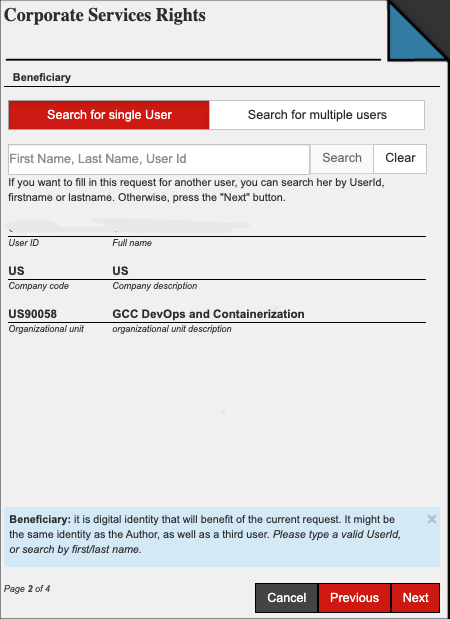 Corporate Services Rights
Beneficiary
Search for single User
Search for multiple users
First Name, Last Name, User Id
Search
Clear
If you want to fill in this request for another user, you can search her by UserId,
firstname or lastname. Otherwise, press the "Next" button.
User ID
Full name
US
US
Company code
Company description
US90058
GCC DevOps and Containerization
Organizational unit
organizational unit description
Beneficiary: it is digital identity that will benefit of the current request. It might be
the same identity as the Author, as well as a third user. Please type a valid UserId,
or search by first/last name.
×
Page 2 of 4
Cancel
Previous
Next